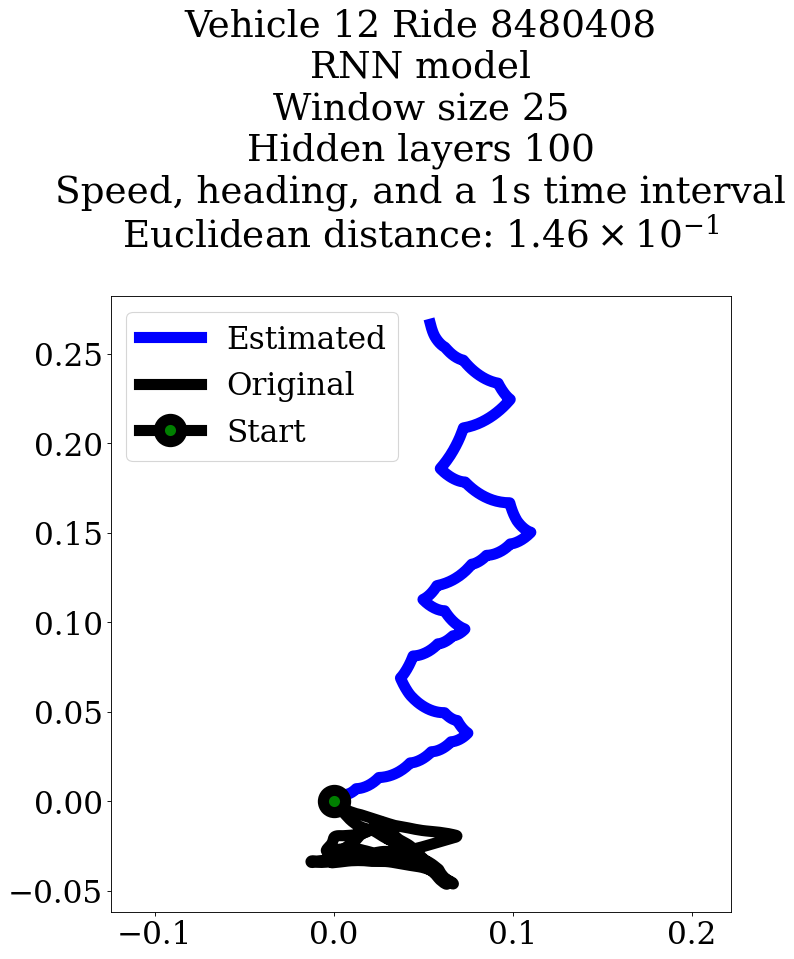 Vehicle 12 Ride 8480408
RNN model
Window size 25
Hidden layers 100
Speed, heading, and a 1s time interval
Euclidean distance: 1.46 × 10⁻¹
Estimated
Original
Start
0.25
0.20
0.15
0.10
0.05
0.00
−0.05
−0.1
0.0
0.1
0.2